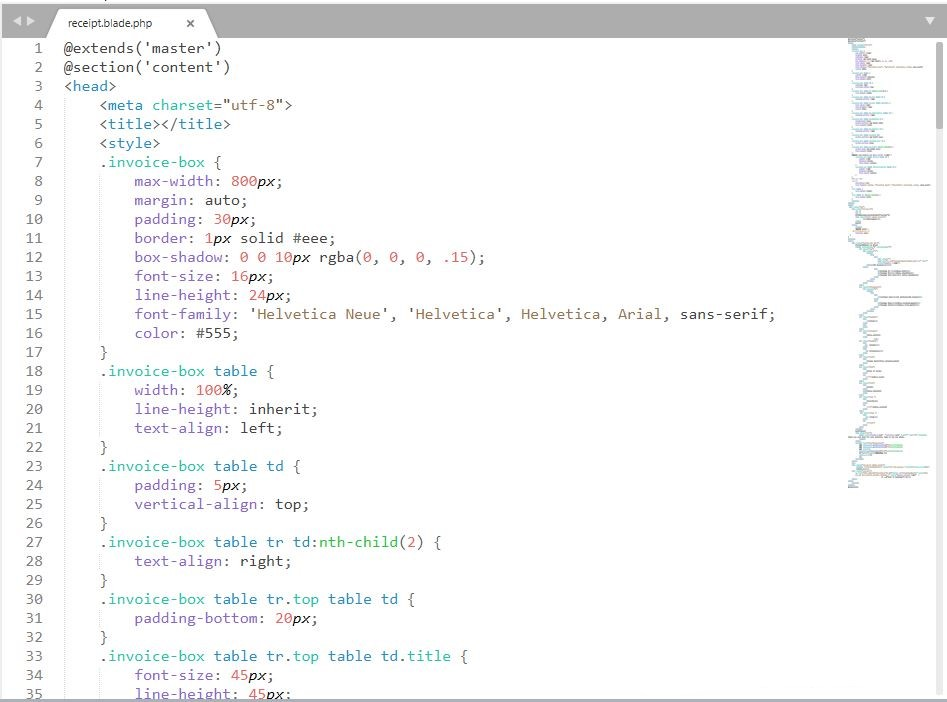 receipt.blade.php x
1 @extends('master')
2 @section('content')
3 <head>
4 <meta charset="utf-8">
5 <title></title>
6 <style>
7 .invoice-box {
8 max-width: 800px;
9 margin: auto;
10 padding: 30px;
11 border: 1px solid #eee;
12 box-shadow: 0 0 10px rgba(0, 0, 0, .15);
13 font-size: 16px;
14 line-height: 24px;
15 font-family: 'Helvetica Neue', 'Helvetica', Helvetica, Arial, sans-serif;
16 color: #555;
17 }
18 .invoice-box table {
19 width: 100%;
20 line-height: inherit;
21 text-align: left;
22 }
23 .invoice-box table td {
24 padding: 5px;
25 vertical-align: top;
26 }
27 .invoice-box table tr td:nth-child(2) {
28 text-align: right;
29 }
30 .invoice-box table tr.top table td {
31 padding-bottom: 20px;
32 }
33 .invoice-box table tr.top table td.title {
34 font-size: 45px;
35 line-height: 45px;